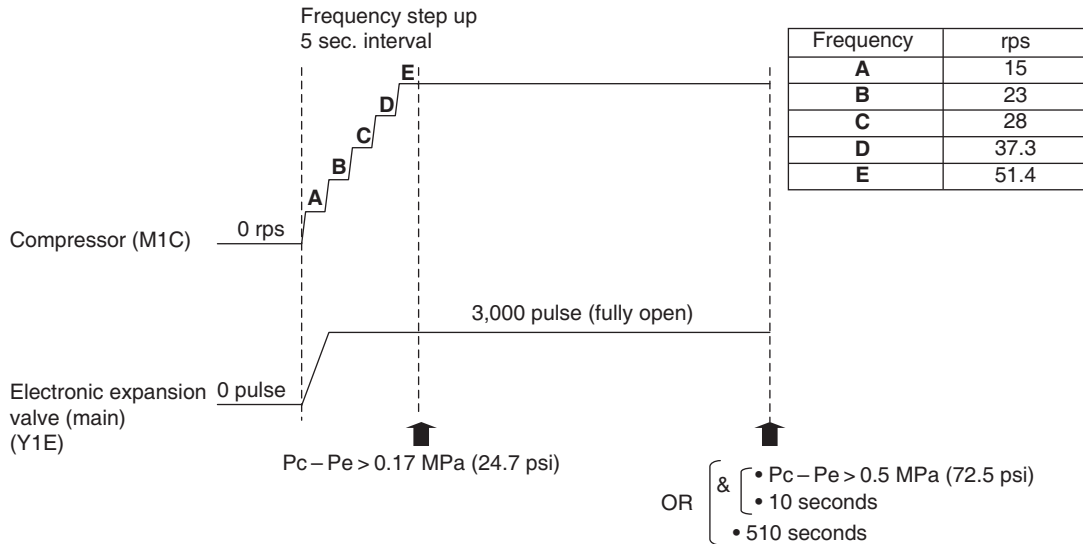 Frequency step up
5 sec. interval
Frequency rps
A 15
B 23
C 28
D 37.3
E 51.4
E
D
C
B
A
Compressor (M1C)
0 rps
3,000 pulse (fully open)
Electronic expansion
valve (main)
(Y1E)
0 pulse
Pc – Pe > 0.17 MPa (24.7 psi)
OR
&
• Pc – Pe > 0.5 MPa (72.5 psi)
• 10 seconds
• 510 seconds